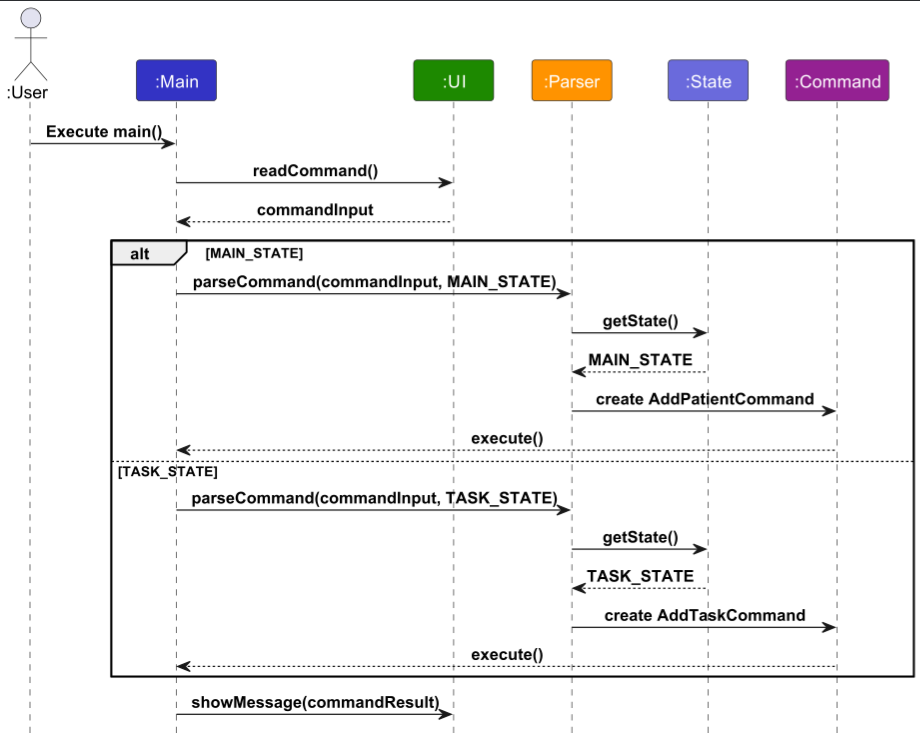 :User
:Main
:UI
:Parser
:State
:Command
Execute main()
readCommand()
commandInput
alt
[MAIN_STATE]
parseCommand(commandInput, MAIN_STATE)
getState()
MAIN_STATE
create AddPatientCommand
execute()
[TASK_STATE]
parseCommand(commandInput, TASK_STATE)
getState()
TASK_STATE
create AddTaskCommand
execute()
showMessage(commandResult)